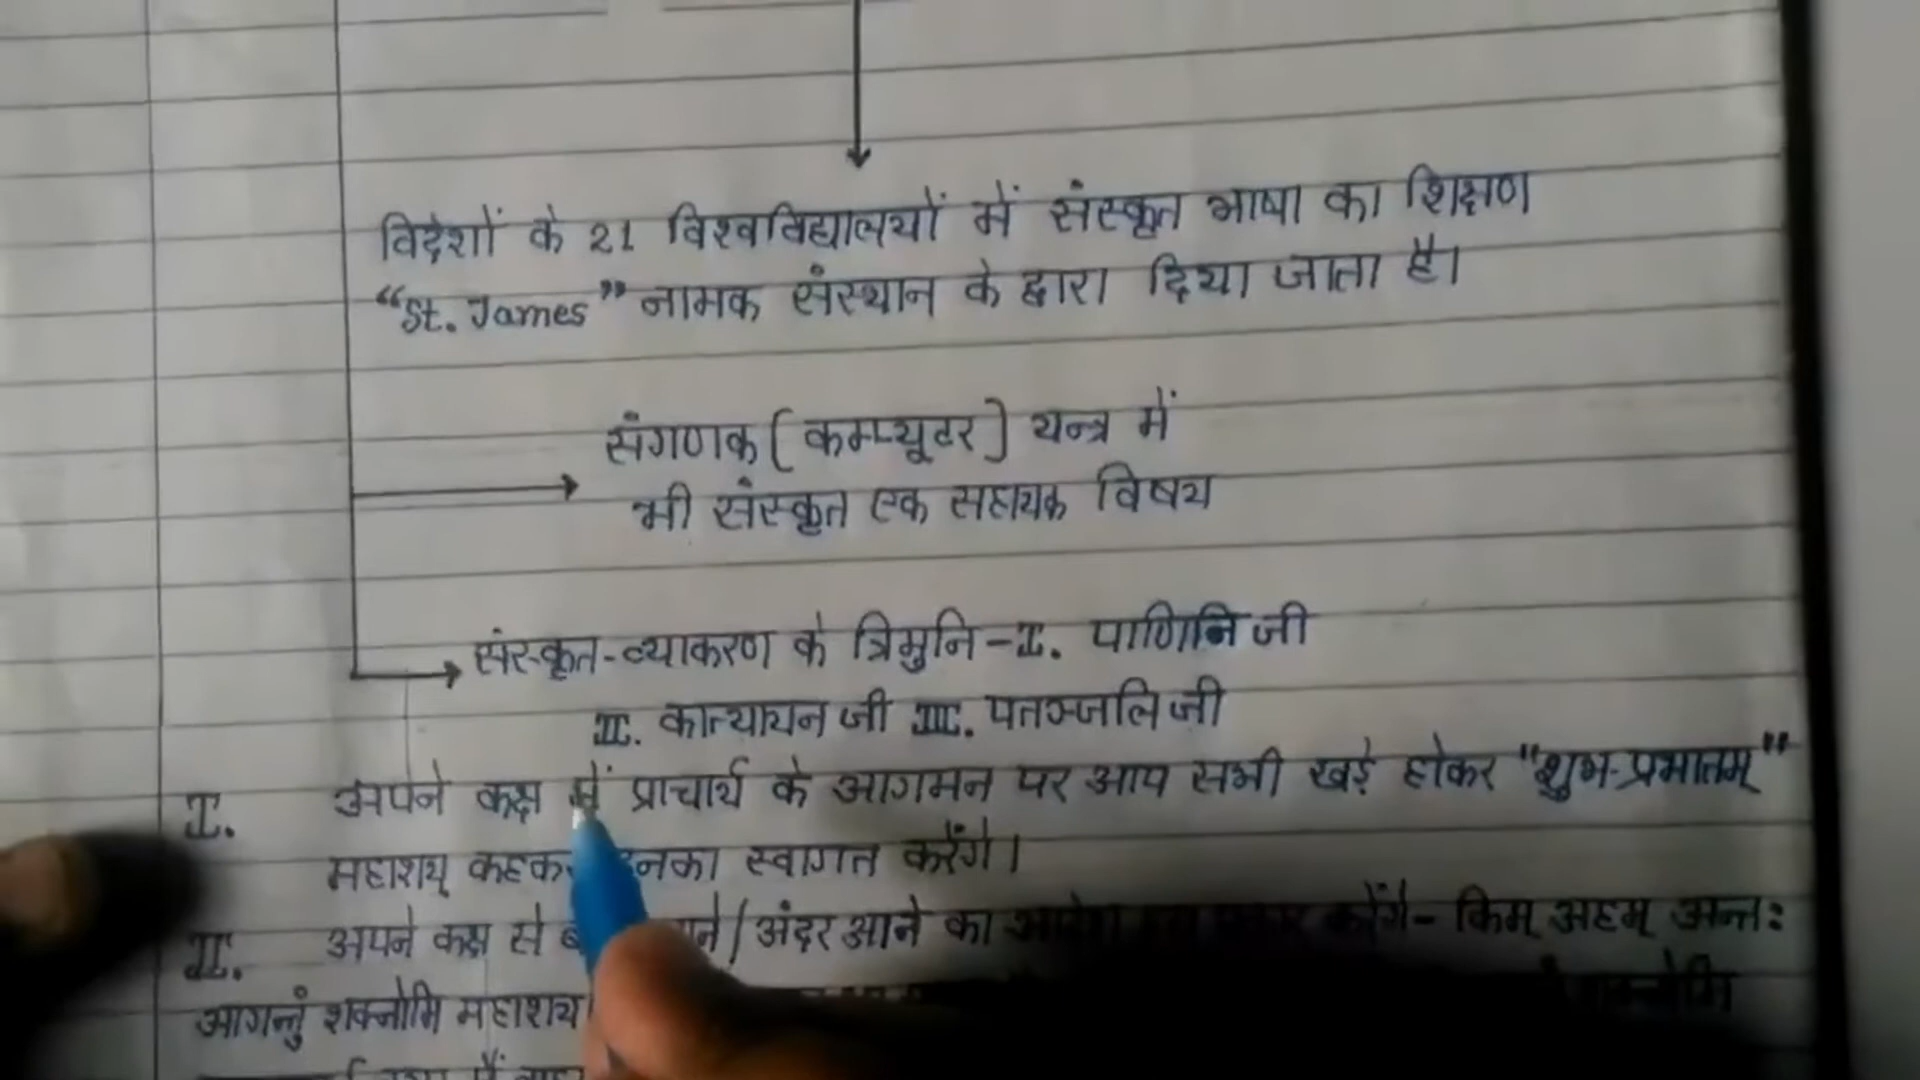 विदेशों के 21 विश्वविद्यालयों में संस्कृत भाषा का शिक्षण
“St. James” नामक संस्थान के द्वारा दिया जाता है।
संगणक (कम्प्यूटर) यन्त्र में
भी संस्कृत एक सहायक विषय
संस्कृत-व्याकरण के त्रिमुनि - I. पाणिनि जी
II. कात्यायन जी III. पतञ्जलि जी
I. अपने कक्ष में प्राचार्य के आगमन पर आप सभी खड़े होकर "शुभ-प्रभातम्"
महाशय् कहकर इनका स्वागत करेंगे।
II. अपने कक्ष से /अंदर आने का करेंगे - किम् अहम् अन्तः
आगन्तुं शक्नोमि महाशय